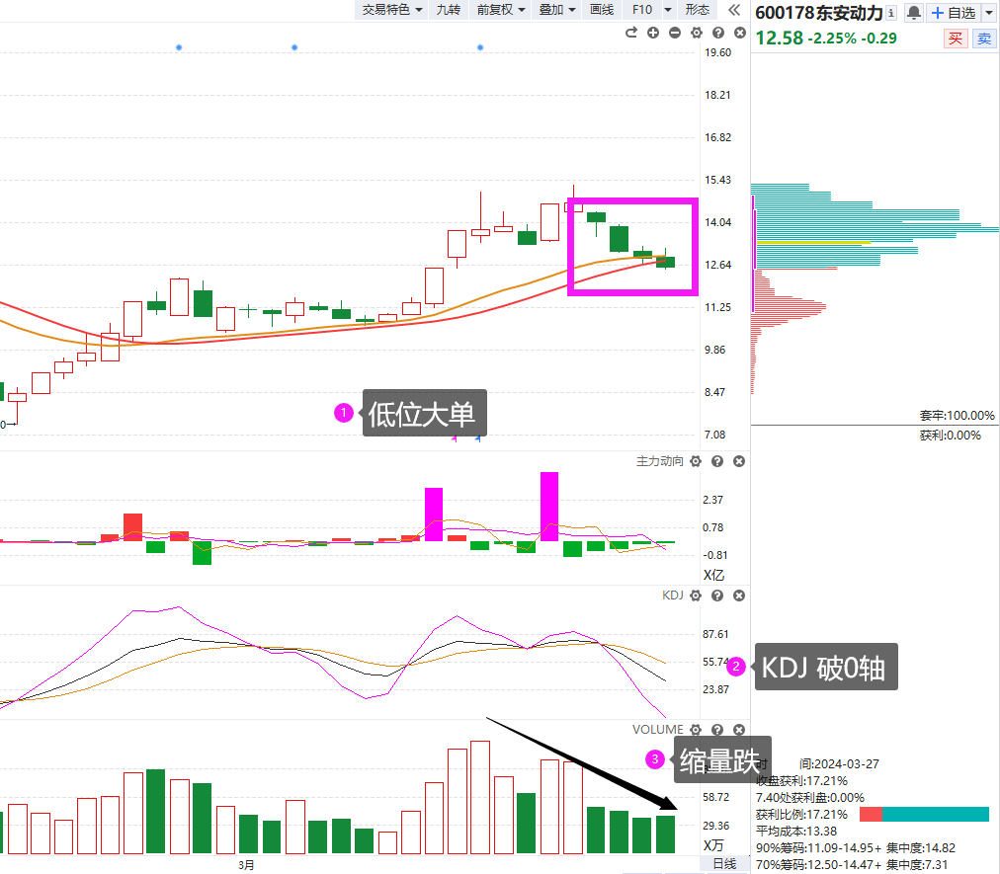 交易特色 九转 前复权 叠加 画线 F10 形态
600178东安动力 自选
12.58 -2.25% -0.29 买 卖
19.60
18.21
16.82
15.43
14.04
12.64
11.25
9.86
8.47
7.08
0→
1 低位大单
套牢:100.00%
获利:0.00%
主力动向
2.37
0.78
-0.81
X亿
KDJ
87.61
55.74
23.87
2 KDJ 破0轴
VOLUME
3 缩量跌
58.72
29.36
X万
3月
日线
时 间:2024-03-27
收盘获利:17.21%
7.40处获利盘:0.00%
获利比例:17.21%
平均成本:13.38
90%筹码:11.09-14.95+ 集中度:14.82
70%筹码:12.50-14.47+ 集中度:7.31